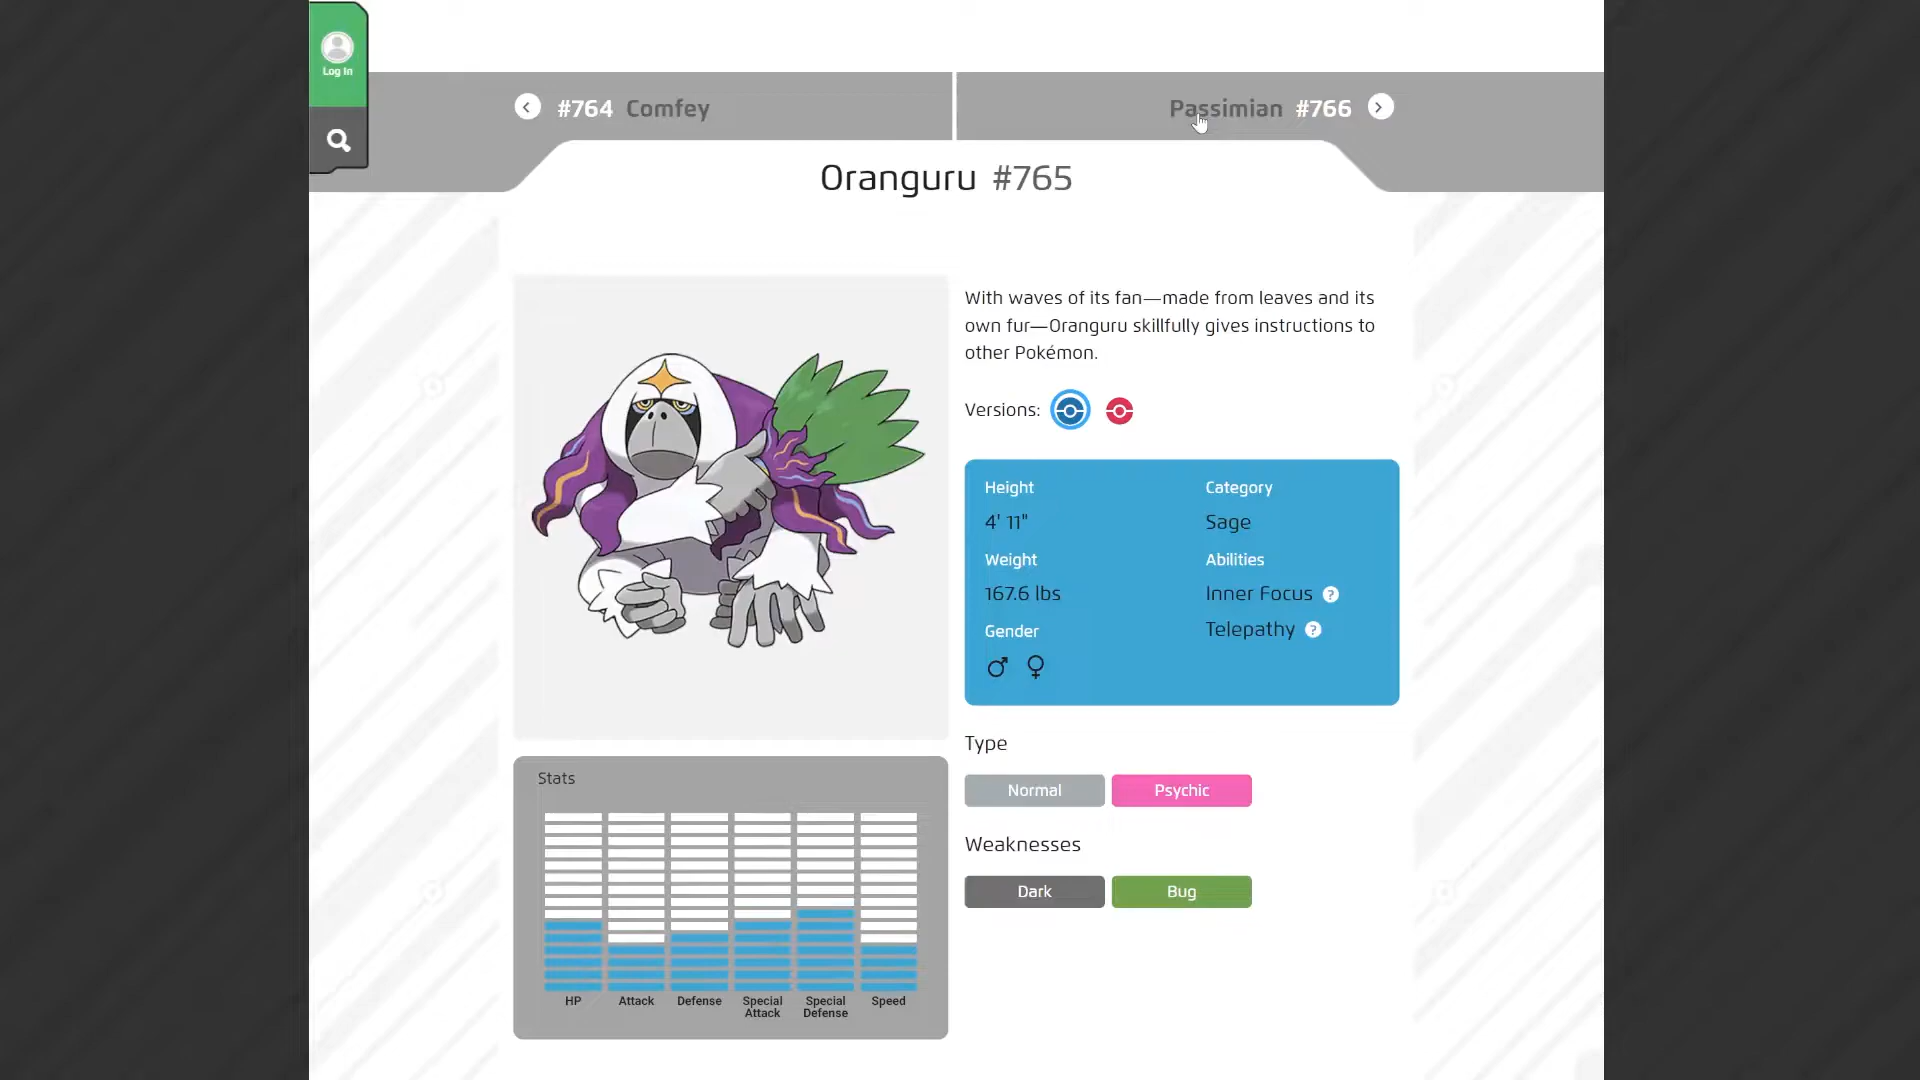 Log In
#764 Comfey
Passimian #766
Oranguru #765
With waves of its fan—made from leaves and its
own fur—Oranguru skillfully gives instructions to
other Pokémon.
Versions:
Height
4' 11"
Weight
167.6 lbs
Gender
Category
Sage
Abilities
Inner Focus ?
Telepathy ?
Stats
HP
Attack
Defense
Special
Attack
Special
Defense
Speed
Type
Normal
Psychic
Weaknesses
Dark
Bug